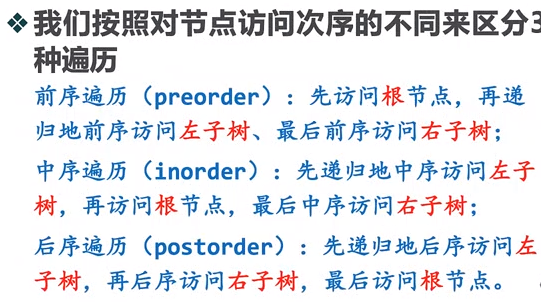 ❖我们按照对节点访问次序的不同来区分3
种遍历
前序遍历（preorder）：先访问根节点，再递
归地前序访问左子树、最后前序访问右子树；
中序遍历（inorder）：先递归地中序访问左子
树，再访问根节点，最后中序访问右子树；
后序遍历（postorder）：先递归地后序访问左
子树，再后序访问右子树，最后访问根节点。